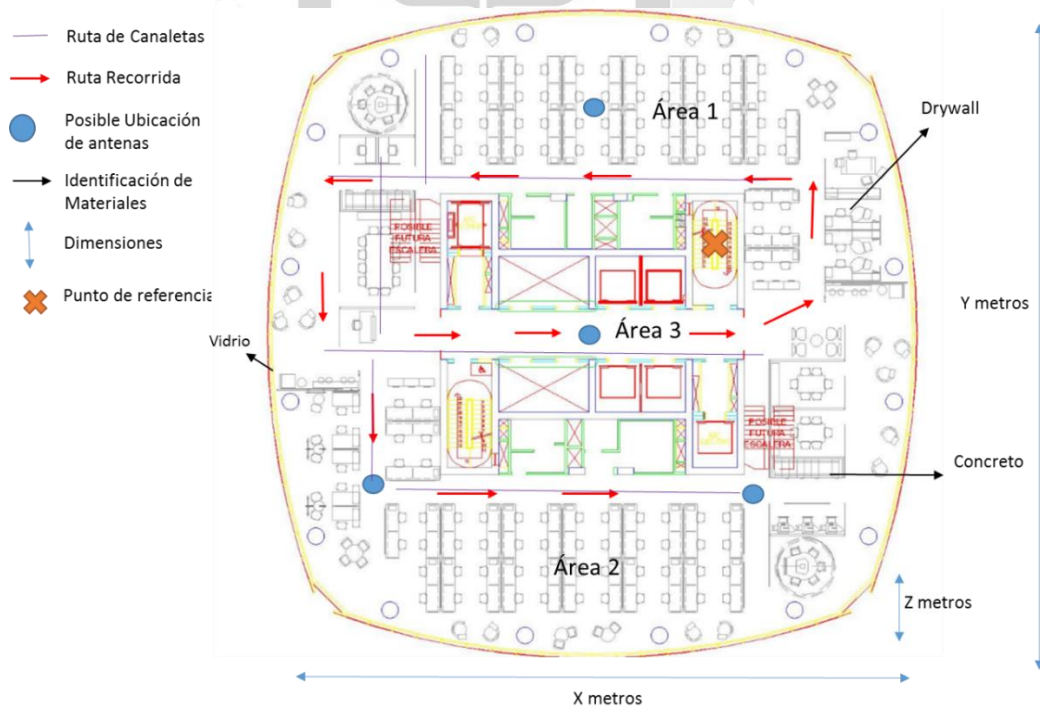 Ruta de Canaletas
Ruta Recorrida
Posible Ubicación
de antenas
Identificación de
Materiales
Dimensiones
Punto de referencia
Área 1
Drywall
POSIBLE
FUTURA
ESCALERA
Y metros
Área 3
Vidrio
POSIBLE
FUTURA
ESCALERA
Concreto
Área 2
Z metros
X metros